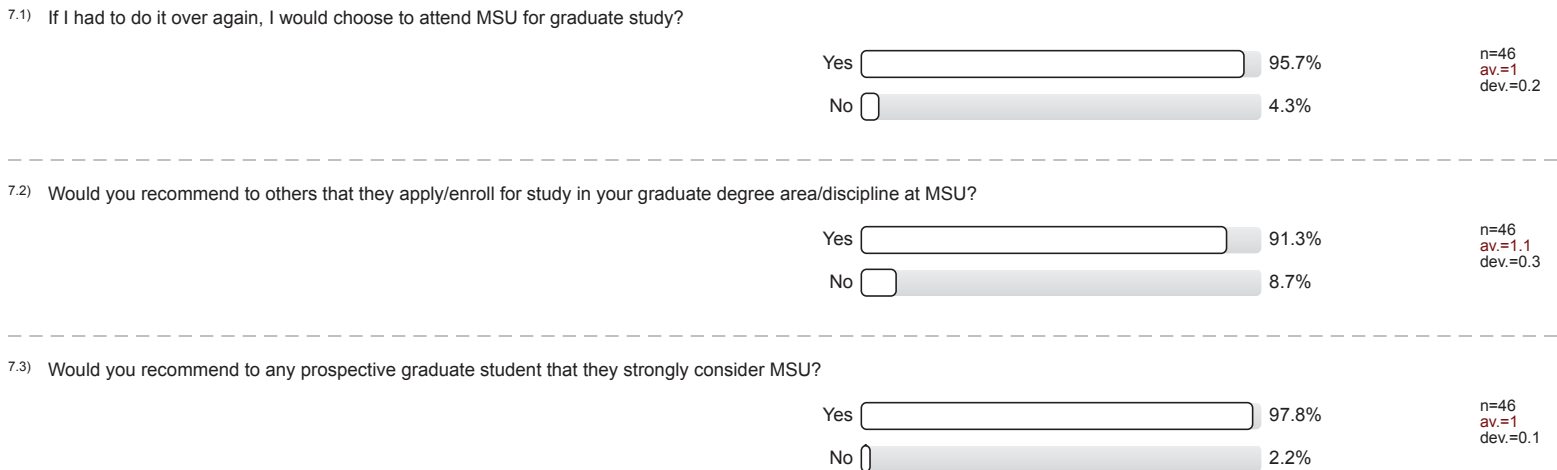 7.1) If I had to do it over again, I would choose to attend MSU for graduate study?
Yes 95.7%
No 4.3%
n=46
av.=1
dev.=0.2
7.2) Would you recommend to others that they apply/enroll for study in your graduate degree area/discipline at MSU?
Yes 91.3%
No 8.7%
n=46
av.=1.1
dev.=0.3
7.3) Would you recommend to any prospective graduate student that they strongly consider MSU?
Yes 97.8%
No 2.2%
n=46
av.=1
dev.=0.1